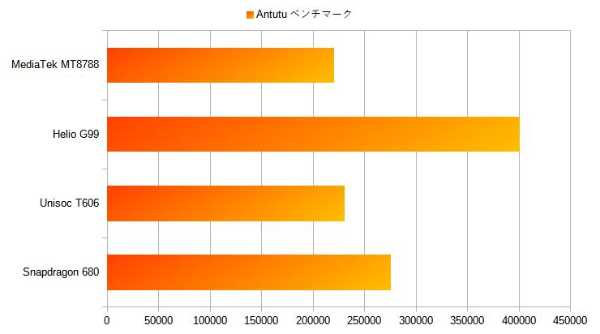 Antutu ベンチマーク
MediaTek MT8788
Helio G99
Unisoc T606
Snapdragon 680
0 50000 100000 150000 200000 250000 300000 350000 400000 450000